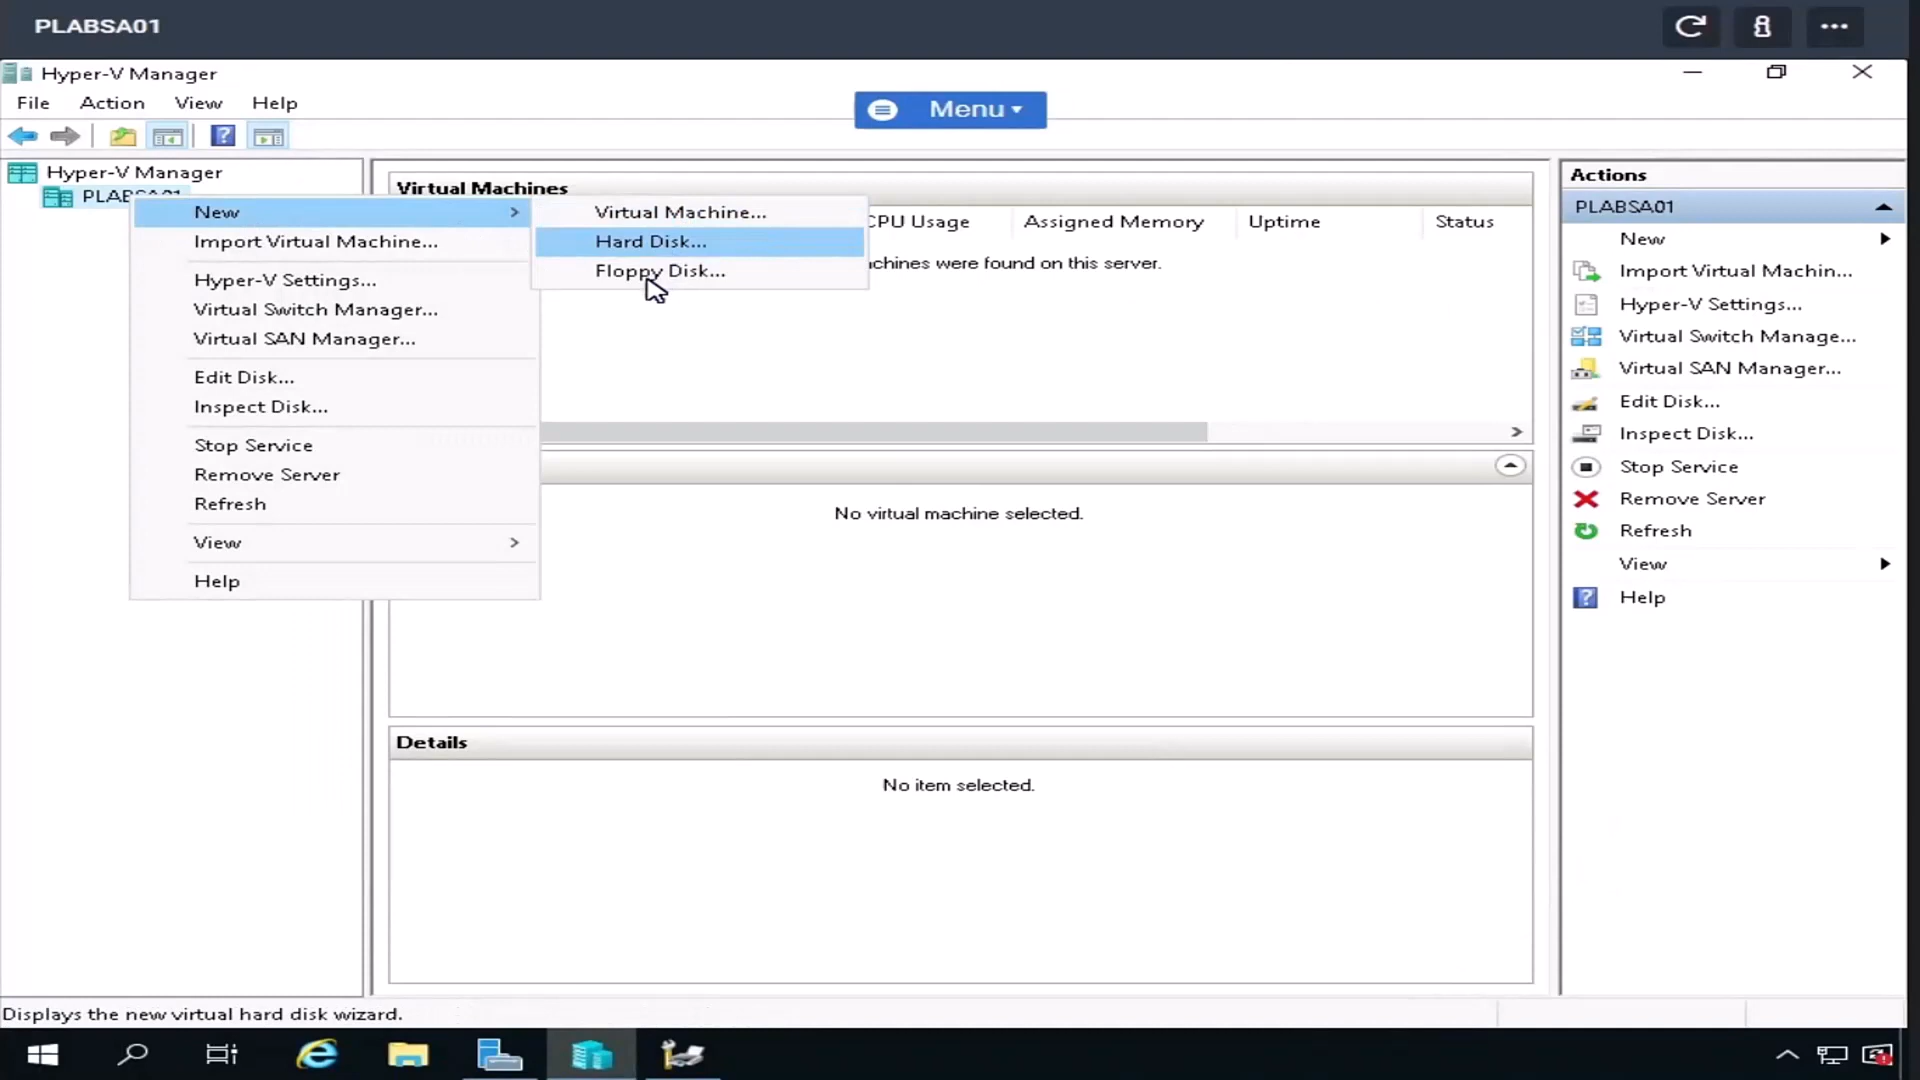 PLABSA01
Hyper-V Manager
File Action View Help
Menu
Hyper-V Manager
New
Import Virtual Machine...
Hyper-V Settings...
Virtual Switch Manager...
Virtual SAN Manager...
Edit Disk...
Inspect Disk...
Stop Service
Remove Server
Refresh
View
Help
Virtual Machine...
Hard Disk...
Floppy Disk...
Virtual Machines
CPU Usage Assigned Memory Uptime Status
were found on this server.
No virtual machine selected.
Details
No item selected.
Actions
PLABSA01
New
Import Virtual Machin...
Hyper-V Settings...
Virtual Switch Manage...
Virtual SAN Manager...
Edit Disk...
Inspect Disk...
Stop Service
Remove Server
Refresh
View
Help
Displays the new virtual hard disk wizard.